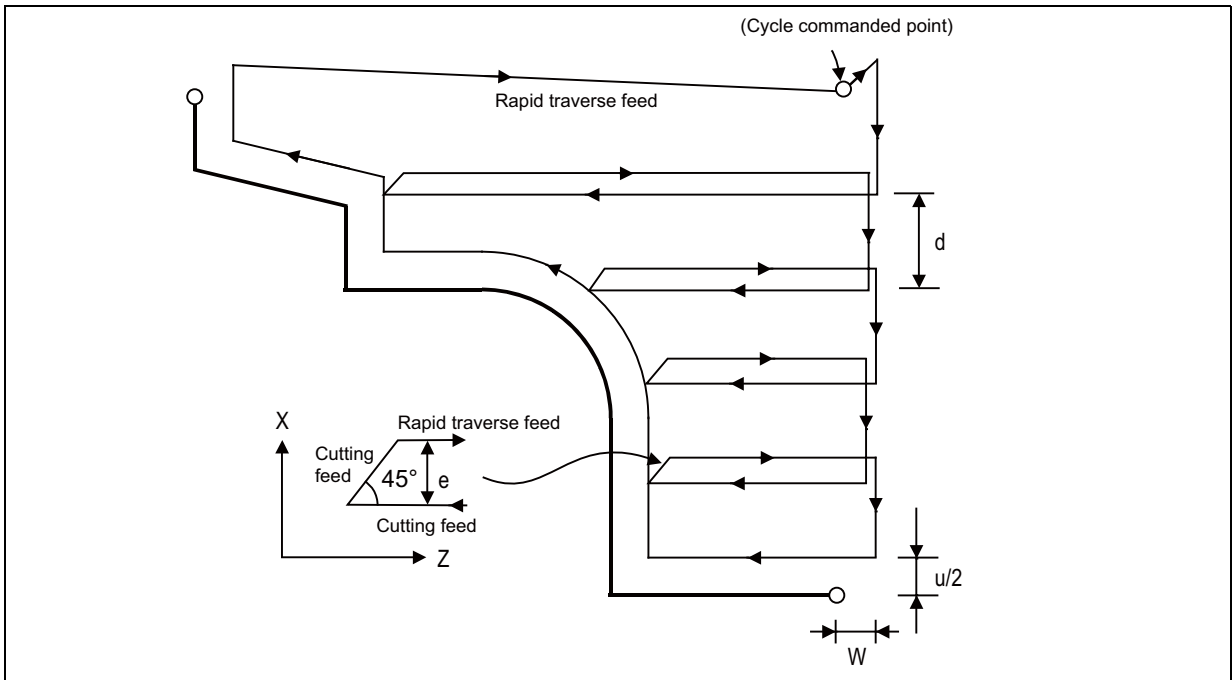 (Cycle commanded point)
Rapid traverse feed
d
X
Rapid traverse feed
Cutting
feed
45°
e
Cutting feed
Z
u/2
W